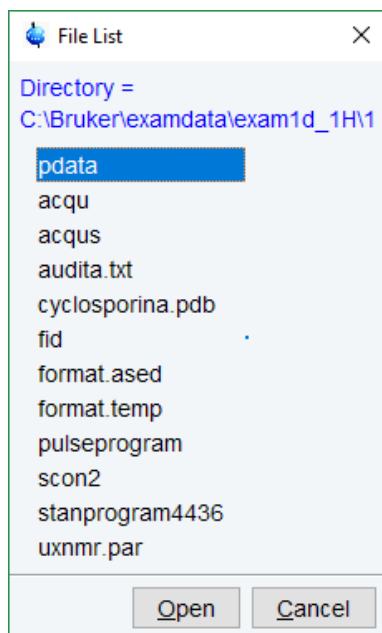 File List
Directory =
C:\Bruker\examdata\exam1d_1H\1
pdata
acqu
acqus
audita.txt
cyclosporina.pdb
fid
format.ased
format.temp
pulseprogram
scon2
stanprogram4436
uxnmr.par
Open Cancel